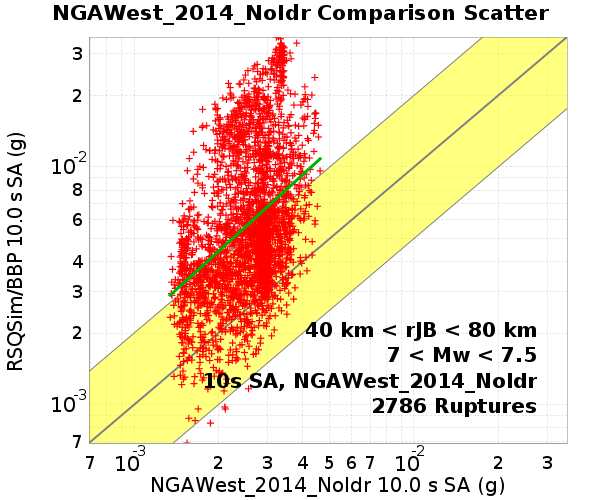 NGAWest_2014_NoIdr Comparison Scatter
RSQSim/BBP 10.0 s SA (g)
3
2
10-2
8
6
4
3
2
10-3
7
40 km < rJB < 80 km
7 < Mw < 7.5
10s SA, NGAWest_2014_NoIdr
2786 Ruptures
7 10-3 2 3 4 5 6 7 10-2 2 3
NGAWest_2014_NoIdr 10.0 s SA (g)